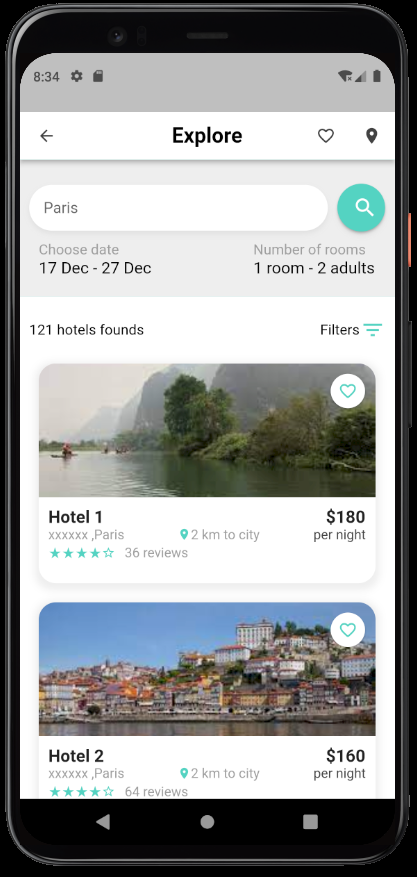 8:34
Explore
Paris
Choose date
Number of rooms
17 Dec - 27 Dec
1 room - 2 adults
121 hotels founds
Filters
Hotel 1
$180
xxxxxx ,Paris
2 km to city
per night
36 reviews
Hotel 2
$160
xxxxxx ,Paris
2 km to city
per night
64 reviews